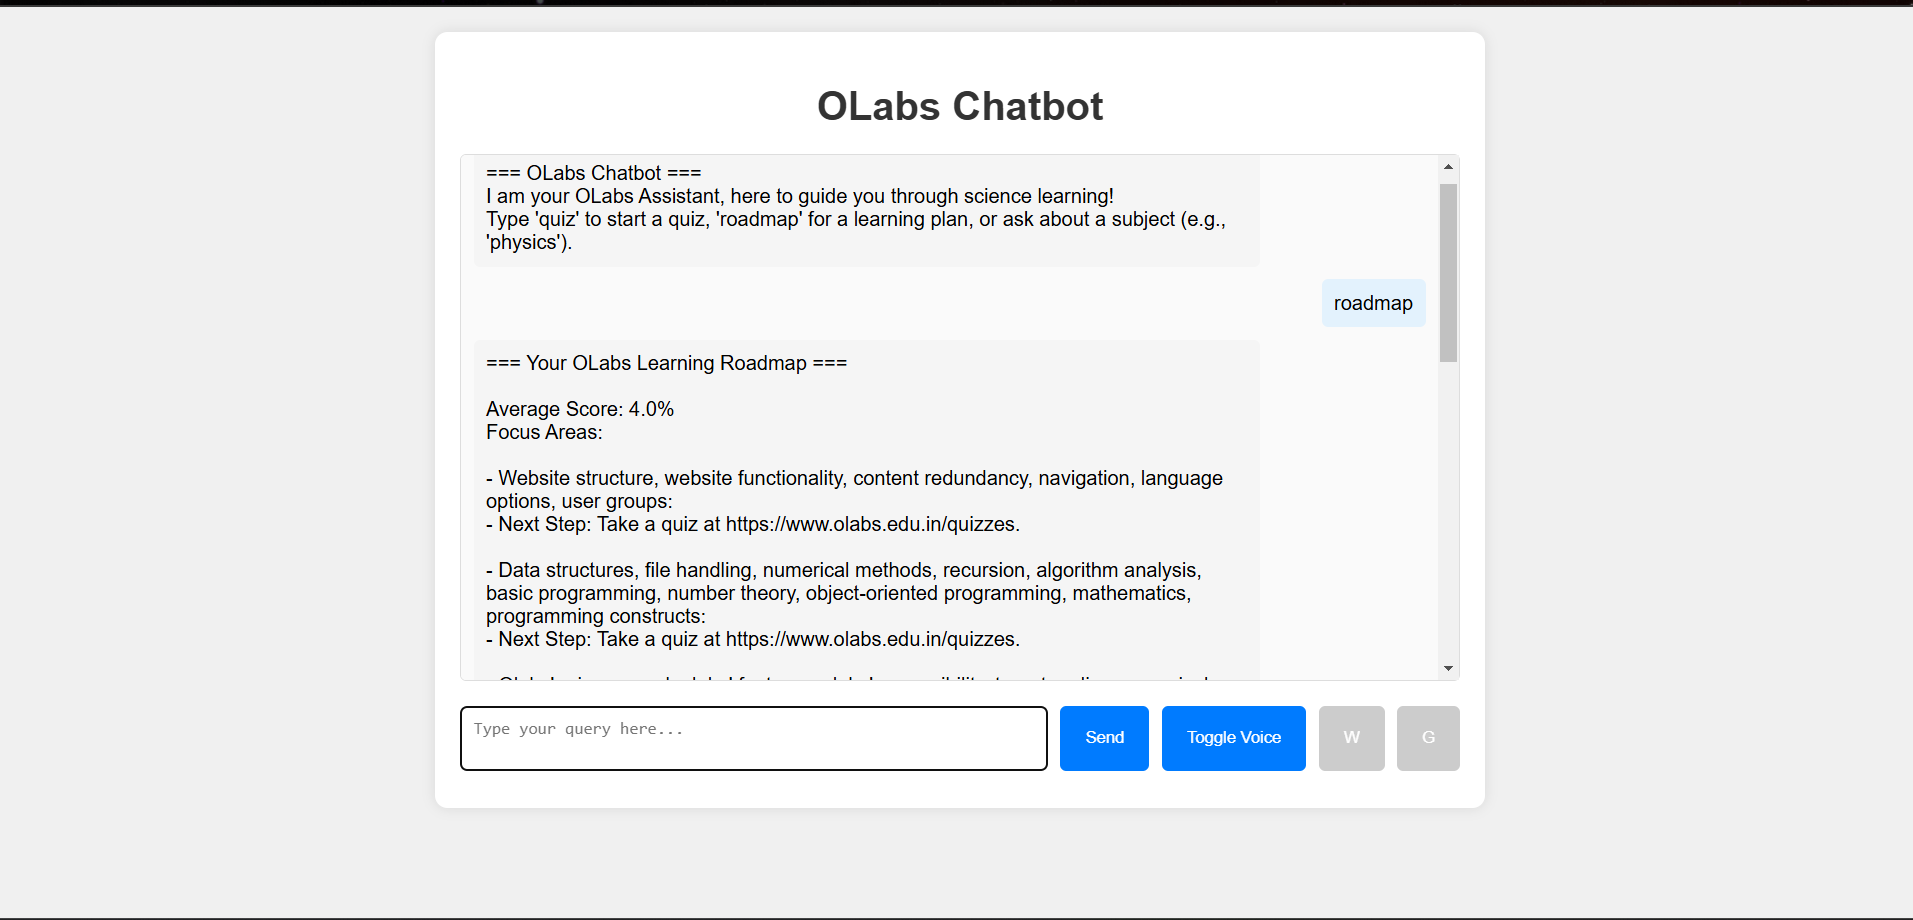 OLabs Chatbot
=== OLabs Chatbot ===
I am your OLabs Assistant, here to guide you through science learning!
Type 'quiz' to start a quiz, 'roadmap' for a learning plan, or ask about a subject (e.g.,
'physics').
roadmap
=== Your OLabs Learning Roadmap ===
Average Score: 4.0%
Focus Areas:
- Website structure, website functionality, content redundancy, navigation, language
options, user groups:
- Next Step: Take a quiz at https://www.olabs.edu.in/quizzes.
- Data structures, file handling, numerical methods, recursion, algorithm analysis,
basic programming, number theory, object-oriented programming, mathematics,
programming constructs:
- Next Step: Take a quiz at https://www.olabs.edu.in/quizzes.
Type your query here...
Send
Toggle Voice
W
G